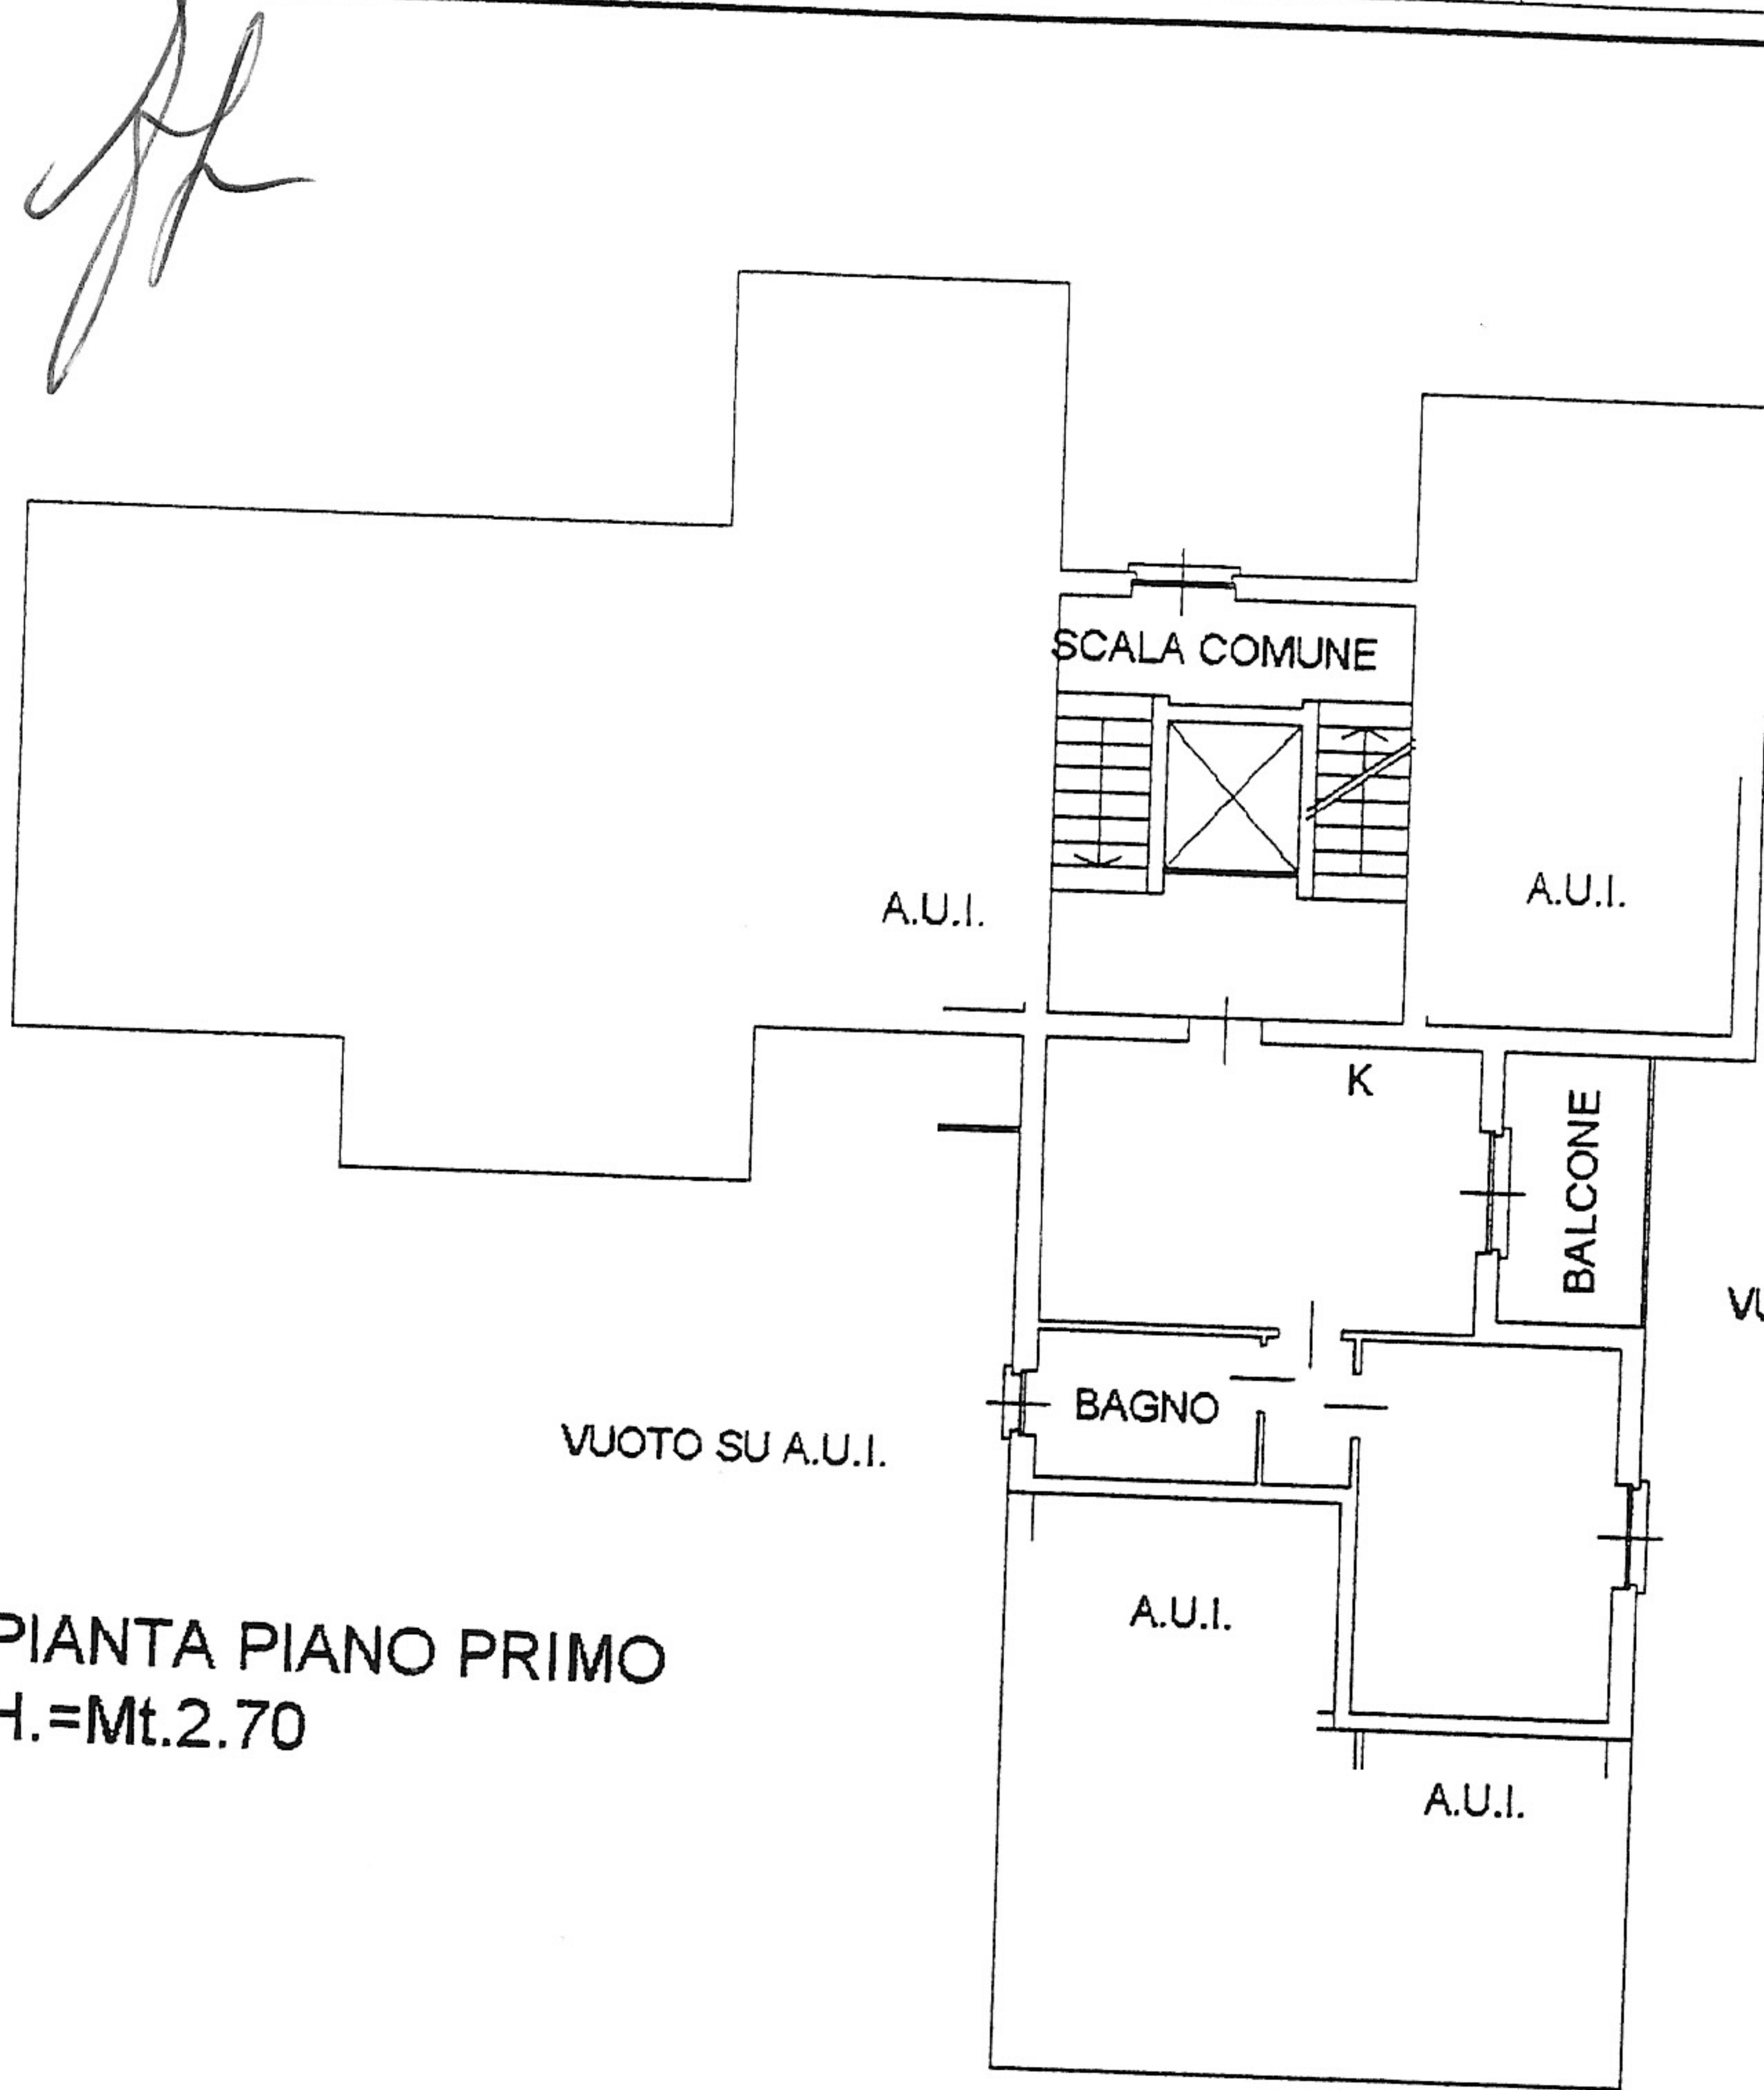 SCALA COMUNE
A.U.I.
A.U.I.
K
BALCONE
VU
BAGNO
VUOTO SU A.U.I.
A.U.I.
PIANTA PIANO PRIMO
H.=Mt.2.70
A.U.I.